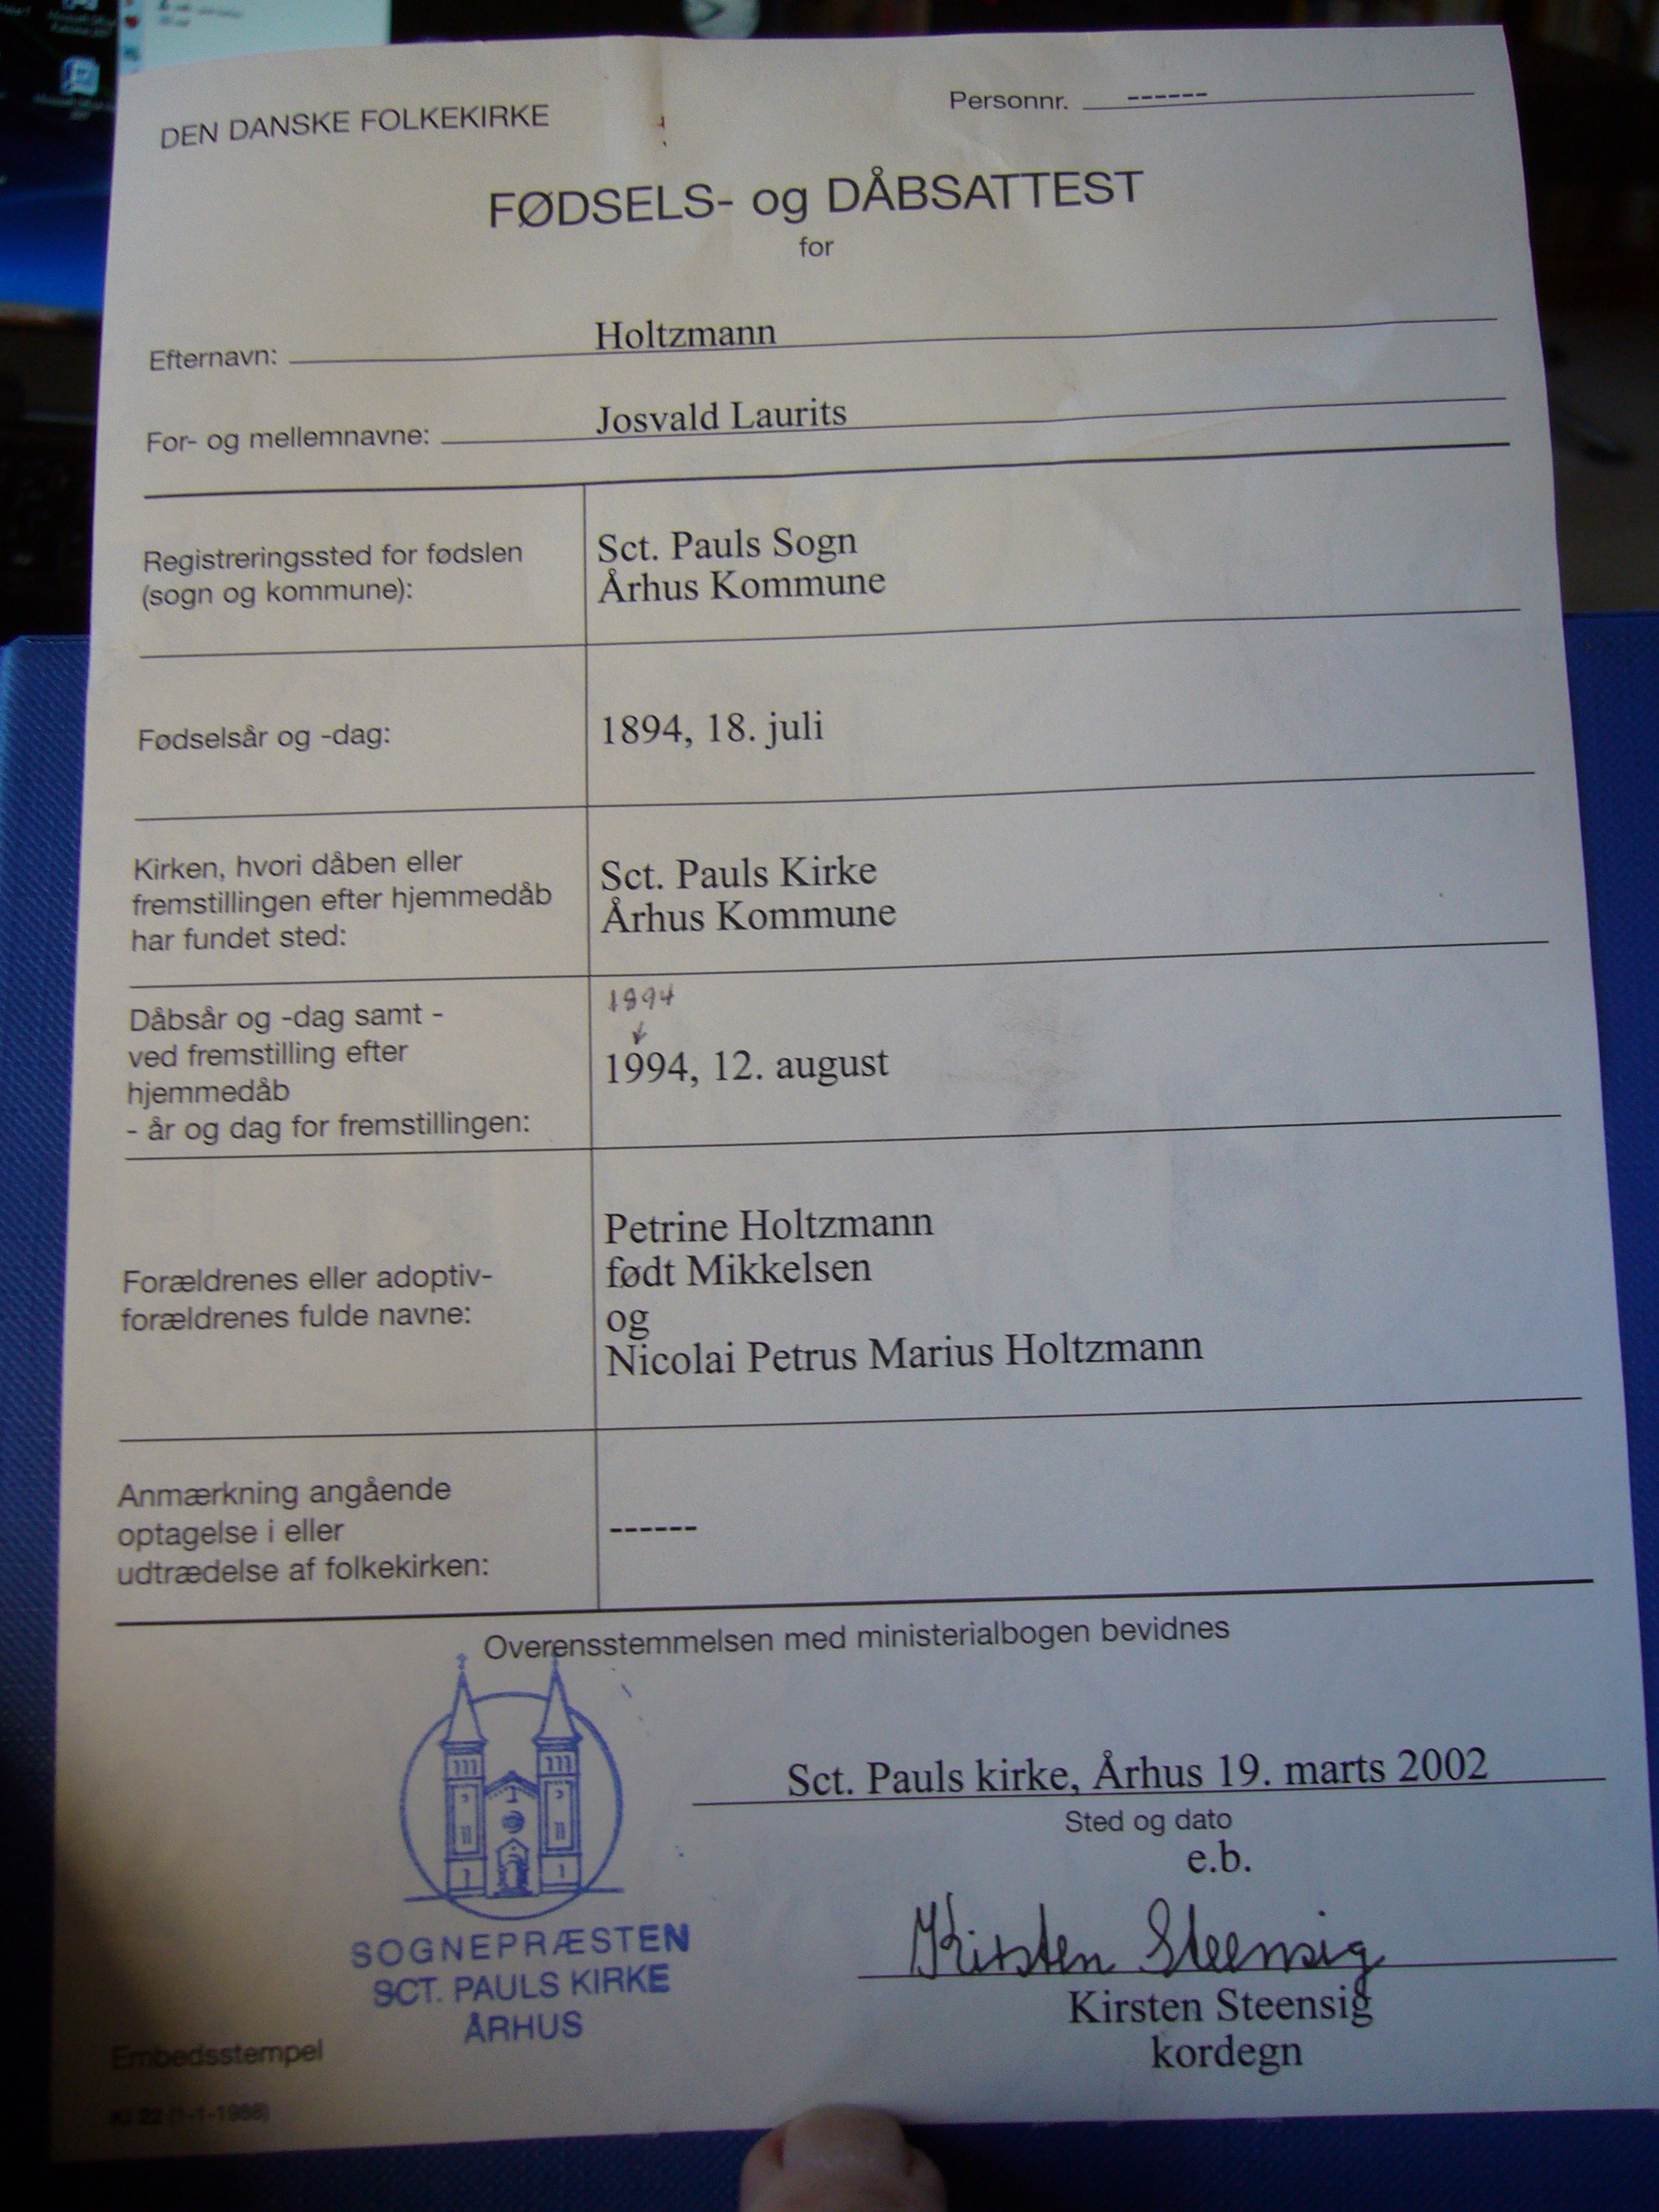 DEN DANSKE FOLKEKIRKE
Personnr. ------
FØDSELS- og DÅBSATTEST
for
Efternavn: Holtzmann
For- og mellemnavne: Josvald Laurits
Registreringssted for fødslen
(sogn og kommune):
Sct. Pauls Sogn
Århus Kommune
Fødselsår og -dag:
1894, 18. juli
Kirken, hvori dåben eller
fremstillingen efter hjemmedåb
har fundet sted:
Sct. Pauls Kirke
Århus Kommune
Dåbsår og -dag samt -
ved fremstilling efter
hjemmedåb
- år og dag for fremstillingen:
1894
1994, 12. august
Forældrenes eller adoptiv-
forældrenes fulde navne:
Petrine Holtzmann
født Mikkelsen
og
Nicolai Petrus Marius Holtzmann
Anmærkning angående
optagelse i eller
udtrædelse af folkekirken:
------
Overensstemmelsen med ministerialbogen bevidnes
Sct. Pauls kirke, Århus 19. marts 2002
Sted og dato
e.b.
Kirsten Steensig
Kirsten Steensig
kordegn
SOGNEPRÆSTEN
SCT. PAULS KIRKE
ÅRHUS
Embedsstempel
22 (1-1-1988)